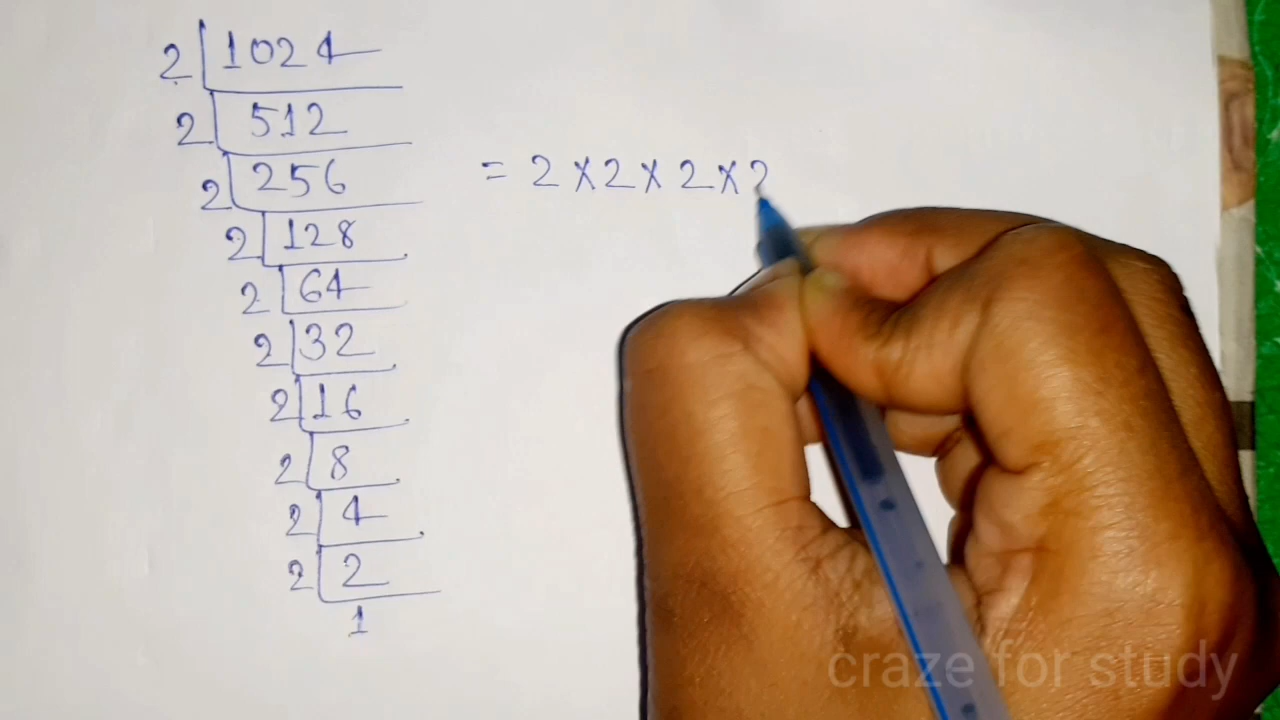 2 | 1024
2 | 512
2 | 256
2 | 128
2 | 64
2 | 32
2 | 16
2 | 8
2 | 4
2 | 2
1
= 2 × 2 × 2 × 2
craze for study